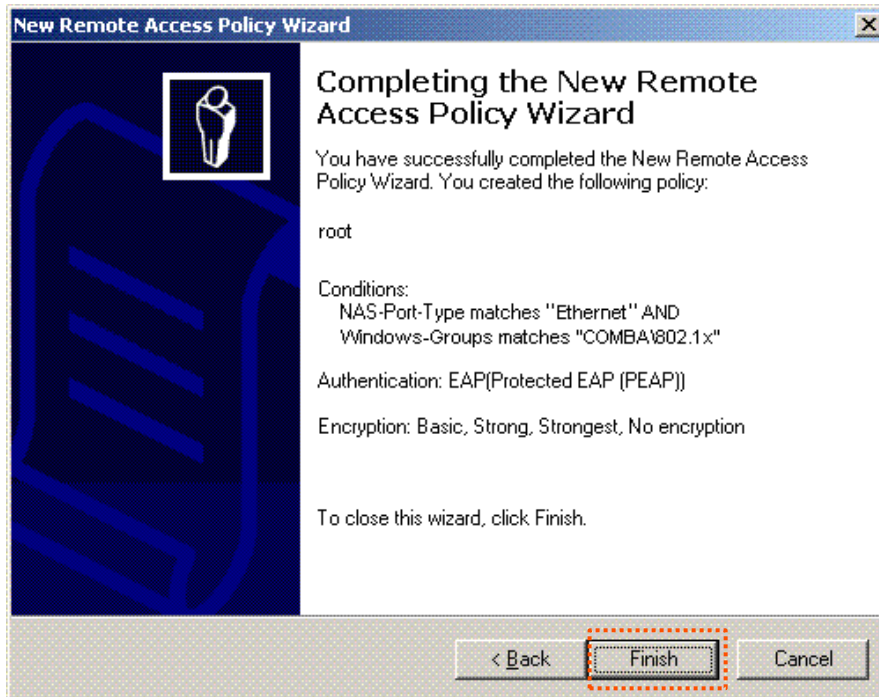 New Remote Access Policy Wizard
Completing the New Remote
Access Policy Wizard
You have successfully completed the New Remote Access
Policy Wizard. You created the following policy:
root
Conditions:
NAS-Port-Type matches "Ethernet" AND
Windows-Groups matches "COMBA\802.1x"
Authentication: EAP(Protected EAP (PEAP))
Encryption: Basic, Strong, Strongest, No encryption
To close this wizard, click Finish.
< Back Finish Cancel